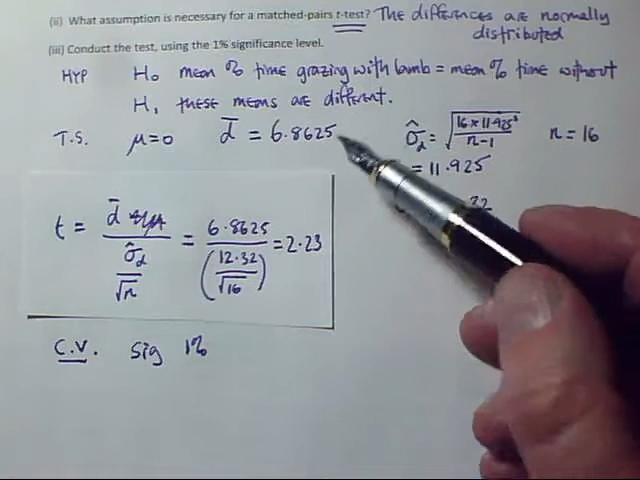 (ii) What assumption is necessary for a matched-pairs t-test? The differences are normally distributed
(iii) Conduct the test, using the 1% significance level.
HYP H₀ mean % time grazing with lamb = mean % time without
H₁ these means are different.
T.S. μ=0 d̄ = 6.8625 σ̂d = √(16×11.925²/n-1) n = 16
= 11.925
32
t = d̄ / (σ̂d/√n) = 6.8625/(12.32/√16) = 2.23
C.V. Sig 1%